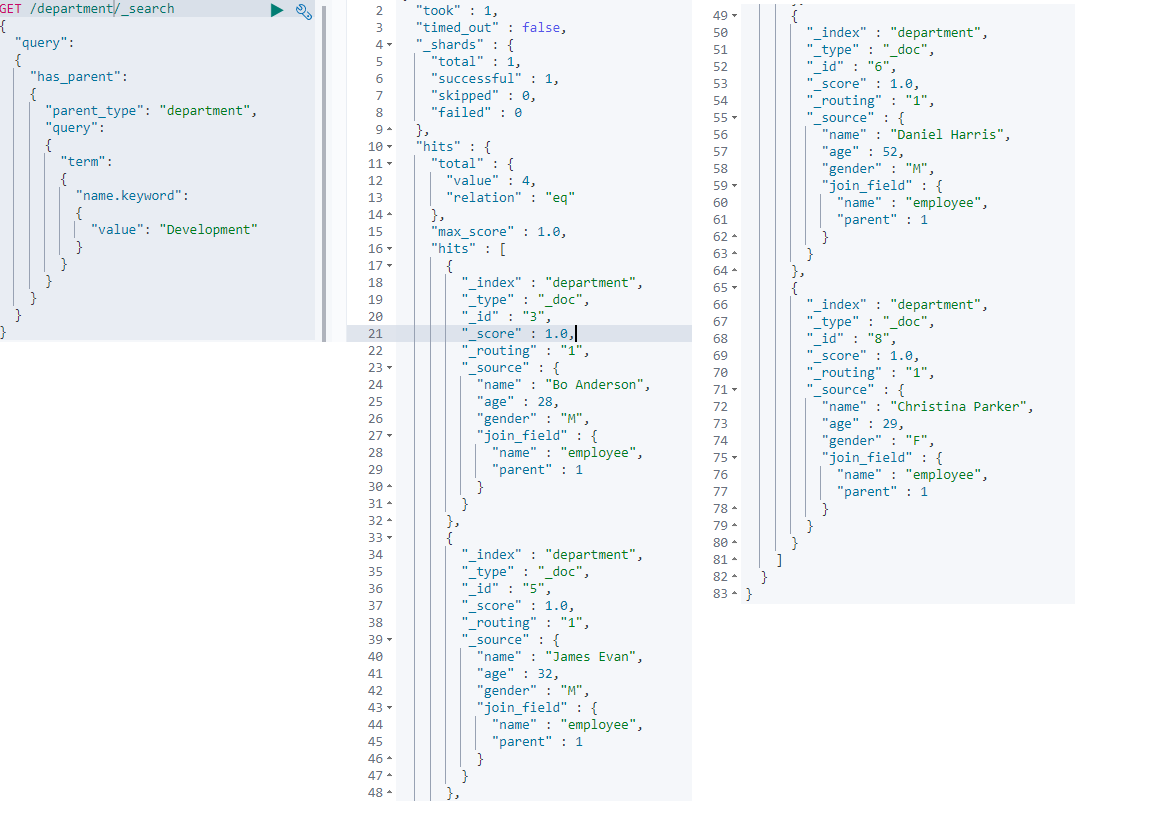 GET /department/_search
{
"query":
{
"has_parent":
{
"parent_type": "department",
"query":
{
"term":
{
"name.keyword":
{
"value": "Development"
}
}
}
}
}
}
2 "took" : 1,
3 "timed_out" : false,
4 "_shards" : {
5 "total" : 1,
6 "successful" : 1,
7 "skipped" : 0,
8 "failed" : 0
9 },
10 "hits" : {
11 "total" : {
12 "value" : 4,
13 "relation" : "eq"
14 },
15 "max_score" : 1.0,
16 "hits" : [
17 {
18 "_index" : "department",
19 "_type" : "_doc",
20 "_id" : "3",
21 "_score" : 1.0,
22 "_routing" : "1",
23 "_source" : {
24 "name" : "Bo Anderson",
25 "age" : 28,
26 "gender" : "M",
27 "join_field" : {
28 "name" : "employee",
29 "parent" : 1
30 }
31 }
32 },
33 {
34 "_index" : "department",
35 "_type" : "_doc",
36 "_id" : "5",
37 "_score" : 1.0,
38 "_routing" : "1",
39 "_source" : {
40 "name" : "James Evan",
41 "age" : 32,
42 "gender" : "M",
43 "join_field" : {
44 "name" : "employee",
45 "parent" : 1
46 }
47 }
48 },
49 {
50 "_index" : "department",
51 "_type" : "_doc",
52 "_id" : "6",
53 "_score" : 1.0,
54 "_routing" : "1",
55 "_source" : {
56 "name" : "Daniel Harris",
57 "age" : 52,
58 "gender" : "M",
59 "join_field" : {
60 "name" : "employee",
61 "parent" : 1
62 }
63 }
64 },
65 {
66 "_index" : "department",
67 "_type" : "_doc",
68 "_id" : "8",
69 "_score" : 1.0,
70 "_routing" : "1",
71 "_source" : {
72 "name" : "Christina Parker",
73 "age" : 29,
74 "gender" : "F",
75 "join_field" : {
76 "name" : "employee",
77 "parent" : 1
78 }
79 }
80 }
81 ]
82 }
83 }